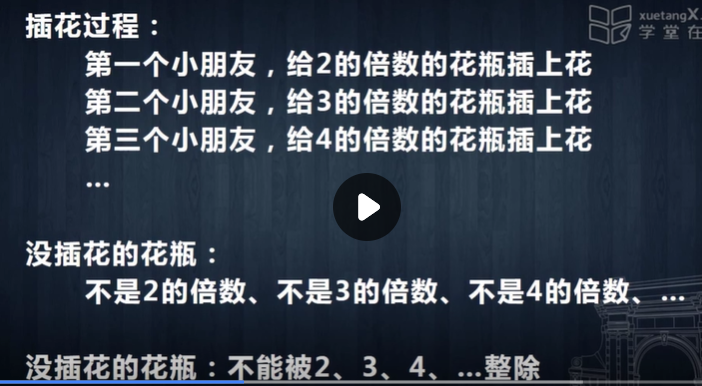 插花过程：
xuetangX.
学堂在
第一个小朋友，给2的倍数的花瓶插上花
第二个小朋友，给3的倍数的花瓶插上花
第三个小朋友，给4的倍数的花瓶插上花
...
没插花的花瓶：
不是2的倍数、不是3的倍数、不是4的倍数、...
没插花的花瓶：不能被2、3、4、...整除